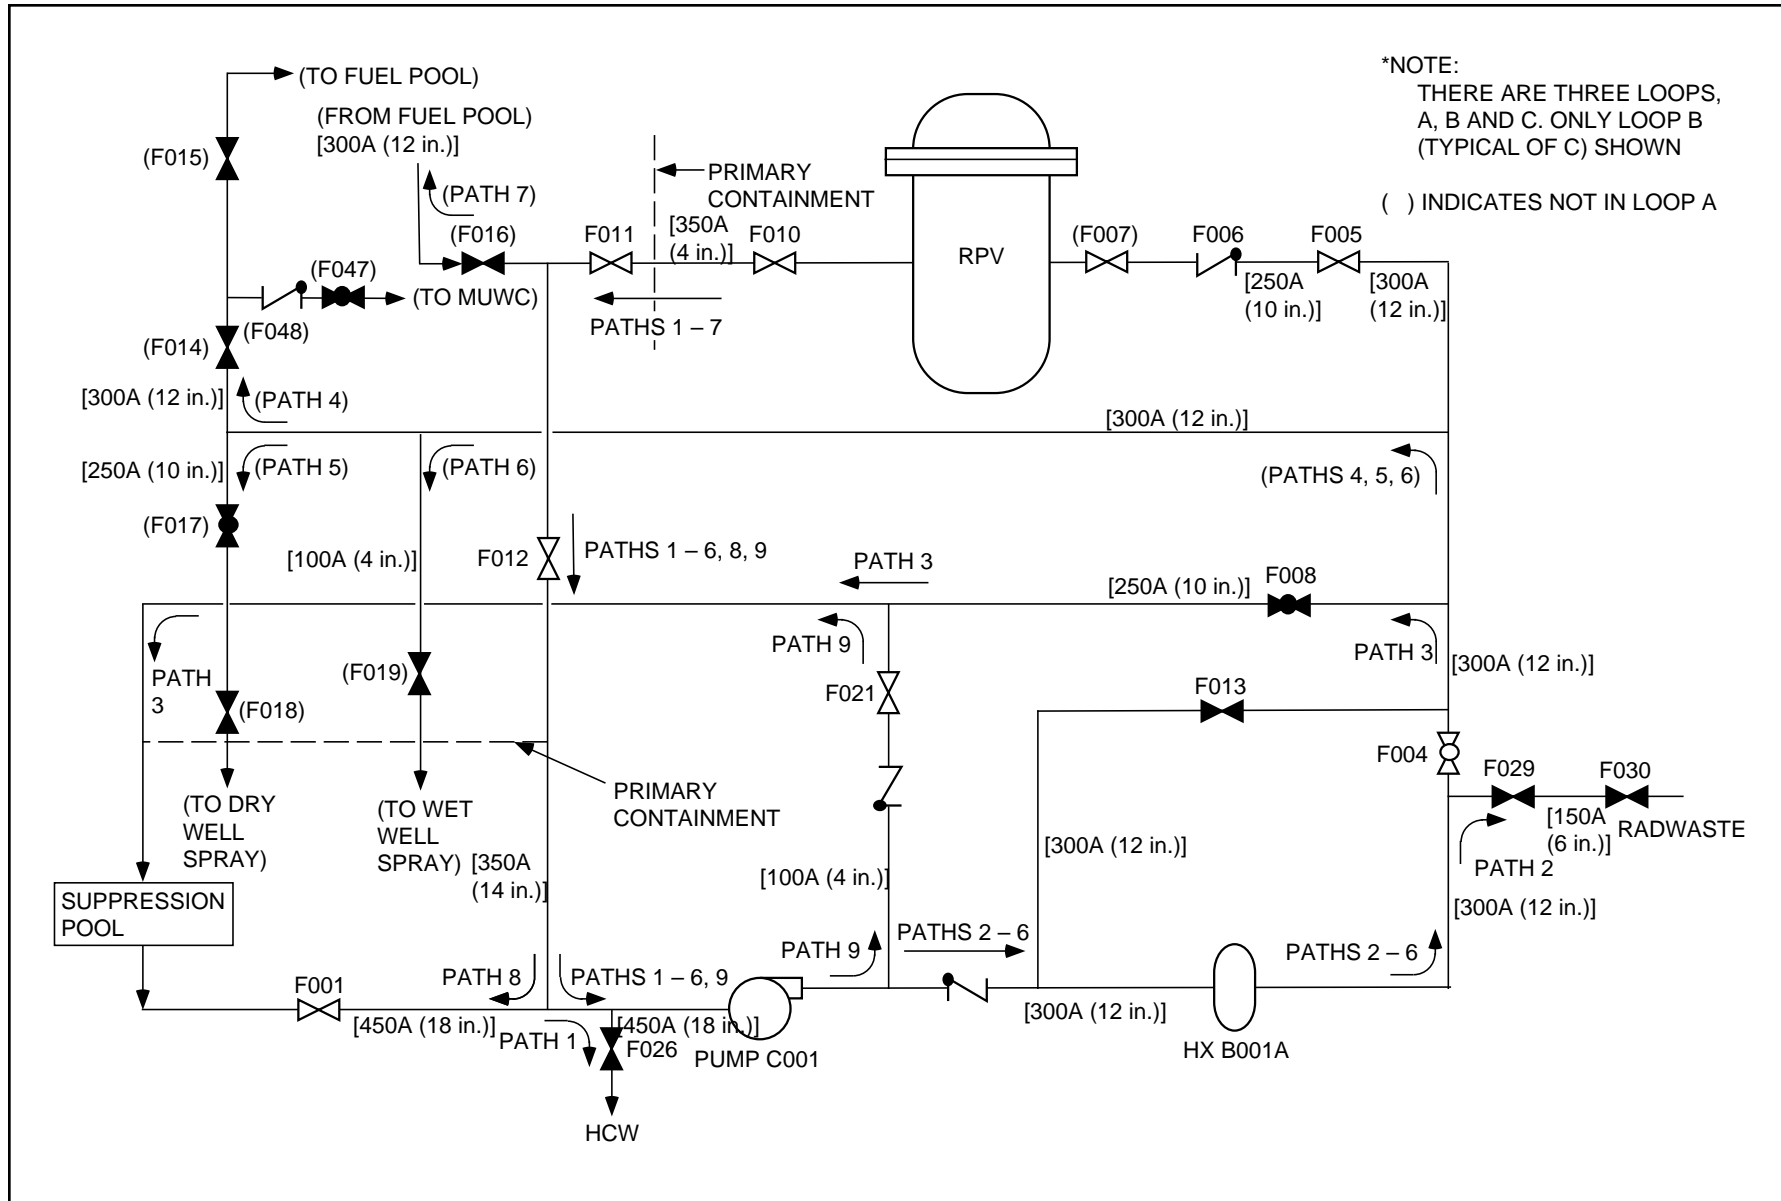 (TO FUEL POOL)
(FROM FUEL POOL)
[300A (12 in.)]
*NOTE:
THERE ARE THREE LOOPS,
A, B AND C. ONLY LOOP B
(TYPICAL OF C) SHOWN
( ) INDICATES NOT IN LOOP A
(F015)
(PATH 7)
PRIMARY
CONTAINMENT
(F016)
F011
[350A
(4 in.)]
F010
RPV
(F007)
F006
F005
(F047)
(TO MUWC)
[250A
(10 in.)]
[300A
(12 in.)]
(F048)
PATHS 1 – 7
(F014)
[300A (12 in.)]
(PATH 4)
[300A (12 in.)]
[250A (10 in.)]
(PATH 5)
(PATH 6)
(PATHS 4, 5, 6)
(F017)
[100A (4 in.)]
F012
PATHS 1 – 6, 8, 9
PATH 3
[250A (10 in.)]
F008
PATH 9
PATH 3
PATH
3
(F019)
F021
[300A (12 in.)]
F013
(F018)
F004
F029
F030
PRIMARY
CONTAINMENT
(TO DRY
WELL
SPRAY)
(TO WET
WELL
SPRAY)
[350A
(14 in.)]
[150A
(6 in.)]
RADWASTE
[300A (12 in.)]
PATH 2
[100A (4 in.)]
SUPPRESSION
POOL
[300A (12 in.)]
PATHS 2 – 6
PATH 9
PATHS 2 – 6
F001
PATH 8
PATHS 1 – 6, 9
[450A (18 in.)]
[450A (18 in.)]
[300A (12 in.)]
PATH 1
F026
PUMP C001
HX B001A
HCW